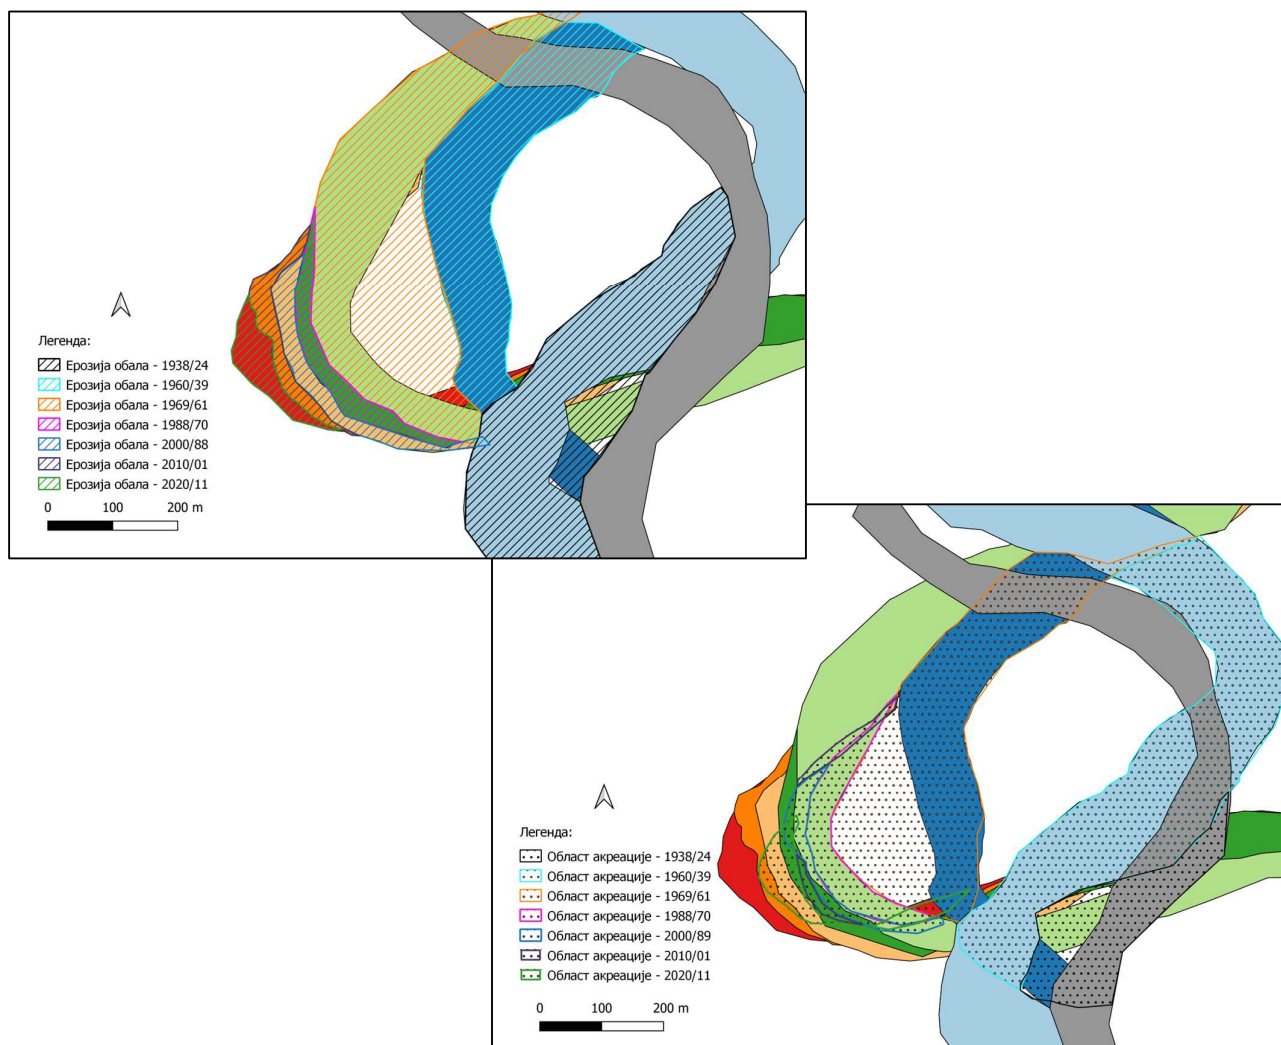 Легенда:
Ерозија обала - 1938/24
Ерозија обала - 1960/39
Ерозија обала - 1969/61
Ерозија обала - 1988/70
Ерозија обала - 2000/88
Ерозија обала - 2010/01
Ерозија обала - 2020/11
0 100 200 m
Легенда:
Област акреације - 1938/24
Област акреације - 1960/39
Област акреације - 1969/61
Област акреације - 1988/70
Област акреације - 2000/89
Област акреације - 2010/01
Област акреације - 2020/11
0 100 200 m